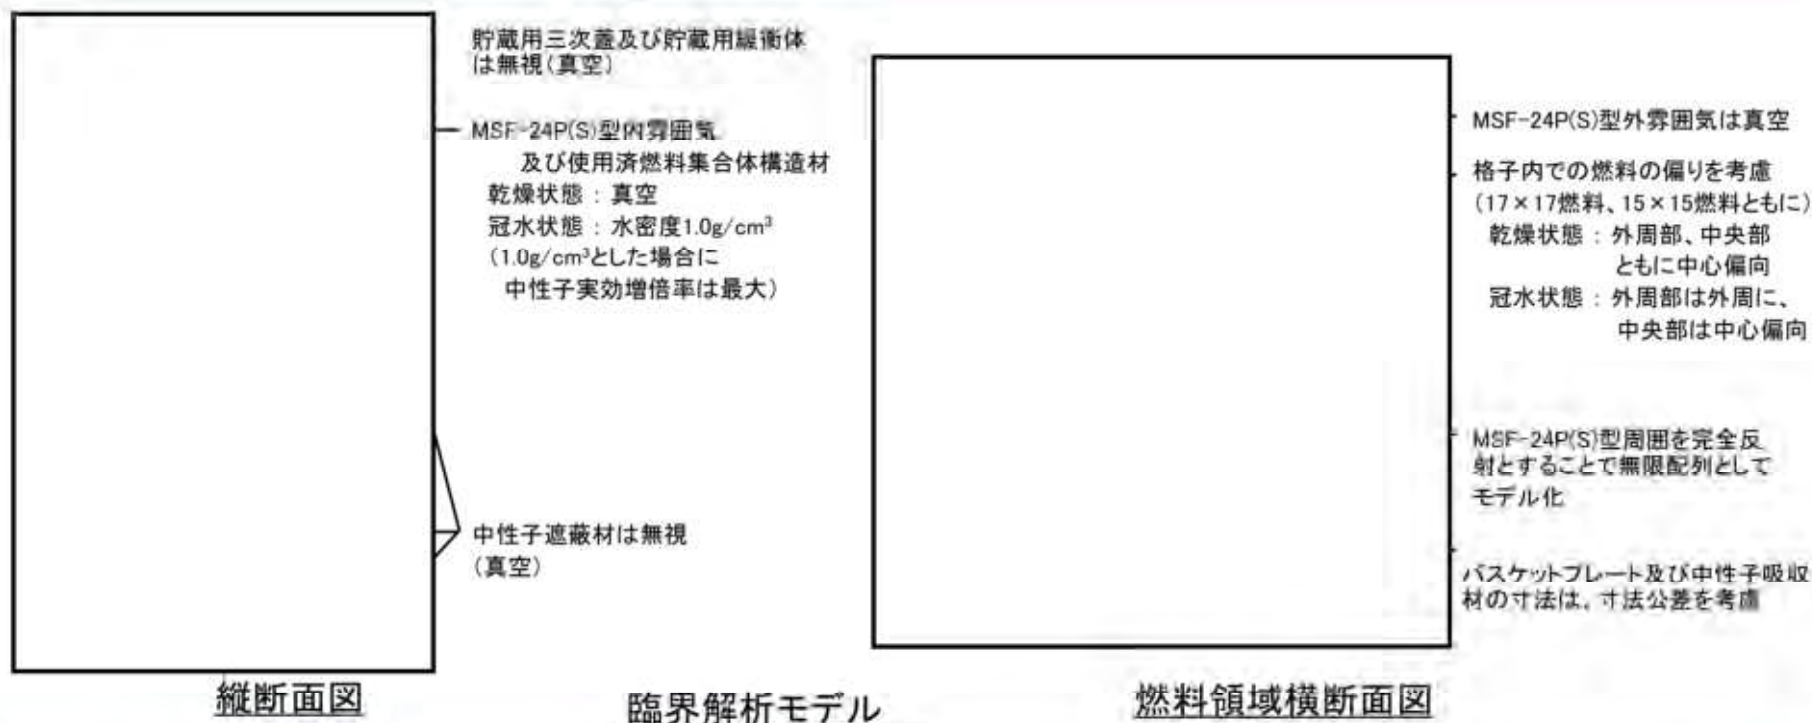 貯蔵用三次蓋及び貯蔵用緩衝体
は無視(真空)
MSF-24P(S)型内雰囲気
及び使用済燃料集合体構造材
乾燥状態：真空
冠水状態：水密度1.0g/cm³
(1.0g/cm³とした場合に
中性子実効増倍率は最大)
中性子遮蔽材は無視
(真空)
縦断面図
臨界解析モデル
MSF-24P(S)型外雰囲気は真空
格子内での燃料の偏りを考慮
(17×17燃料、15×15燃料ともに)
乾燥状態：外周部、中央部
ともに中心偏向
冠水状態：外周部は外周に、
中央部は中心偏向
MSF-24P(S)型周囲を完全反
射とすることで無限配列として
モデル化
バスケットプレート及び中性子吸収
材の寸法は、寸法公差を考慮
燃料領域横断面図